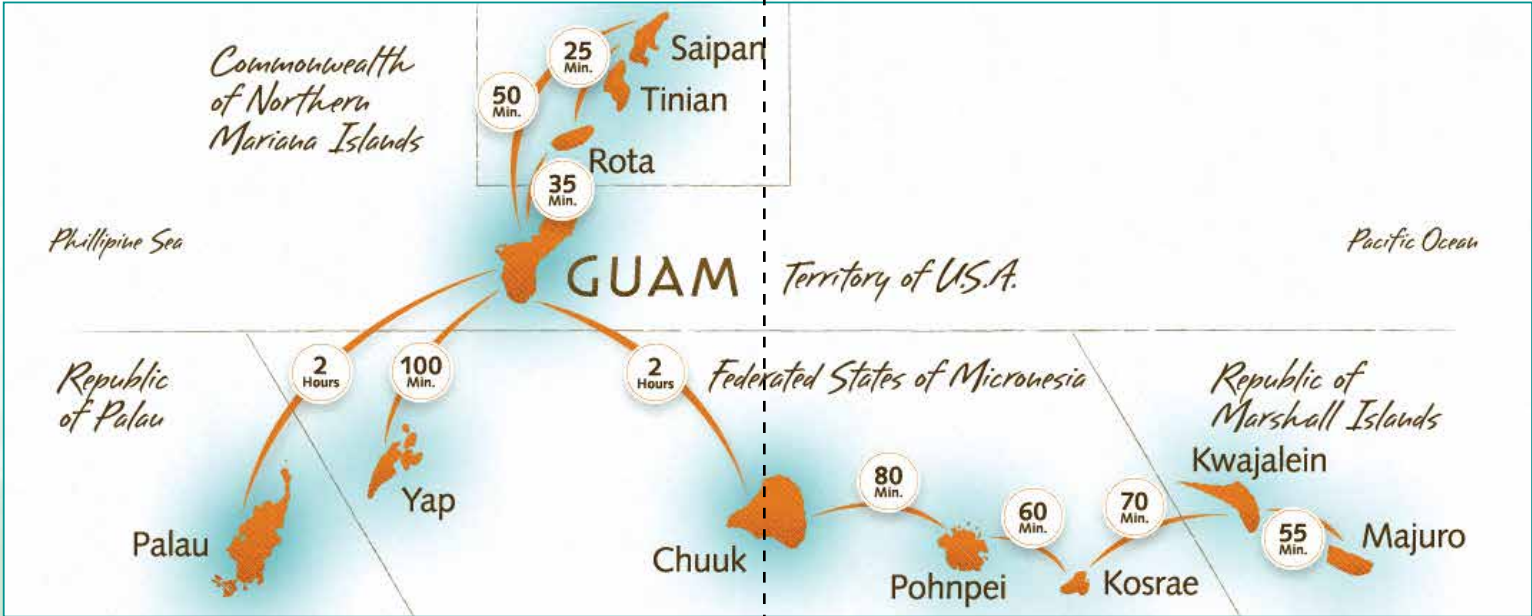 Commonwealth
of Northern
Mariana Islands
25
Min.
Saipan
50
Min.
Tinian
Rota
35
Min.
Phillipine Sea
Pacific Ocean
GUAM Territory of U.S.A.
Republic
of Palau
2
Hours
100
Min.
2
Hours
Federated States of Micronesia
Republic of
Marshall Islands
Palau
Yap
Chuuk
80
Min.
Pohnpei
60
Min.
Kosrae
70
Min.
Kwajalein
55
Min.
Majuro